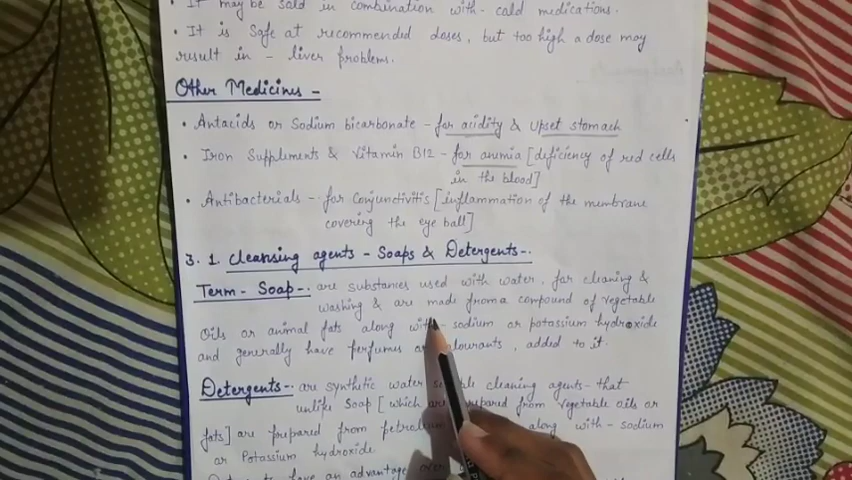 • It may be sold in combination with cold medications.
• It is safe at recommended doses, but too high a dose may
result in - liver problems.
Other Medicines -
• Antacids or Sodium bicarbonate - for acidity & Upset stomach
• Iron Supplements & Vitamin B12 - for anemia [deficiency of red cells
in the blood]
• Antibacterials - for Conjunctivitis [inflammation of the membrane
covering the eye ball]
3. 1. Cleansing agents - Soaps & Detergents -.
Term - Soap -. are substances used with water, for cleaning &
washing & are made from a compound of vegetable
Oils or animal fats along with sodium or potassium hydroxide
and generally have perfumes colourants, added to it.
Detergents -. are synthetic water cleaning agents that
unlike Soap [which are prepared from vegetable oils or
fats] are prepared from along with - sodium
or Potassium hydroxide
have an advantage over